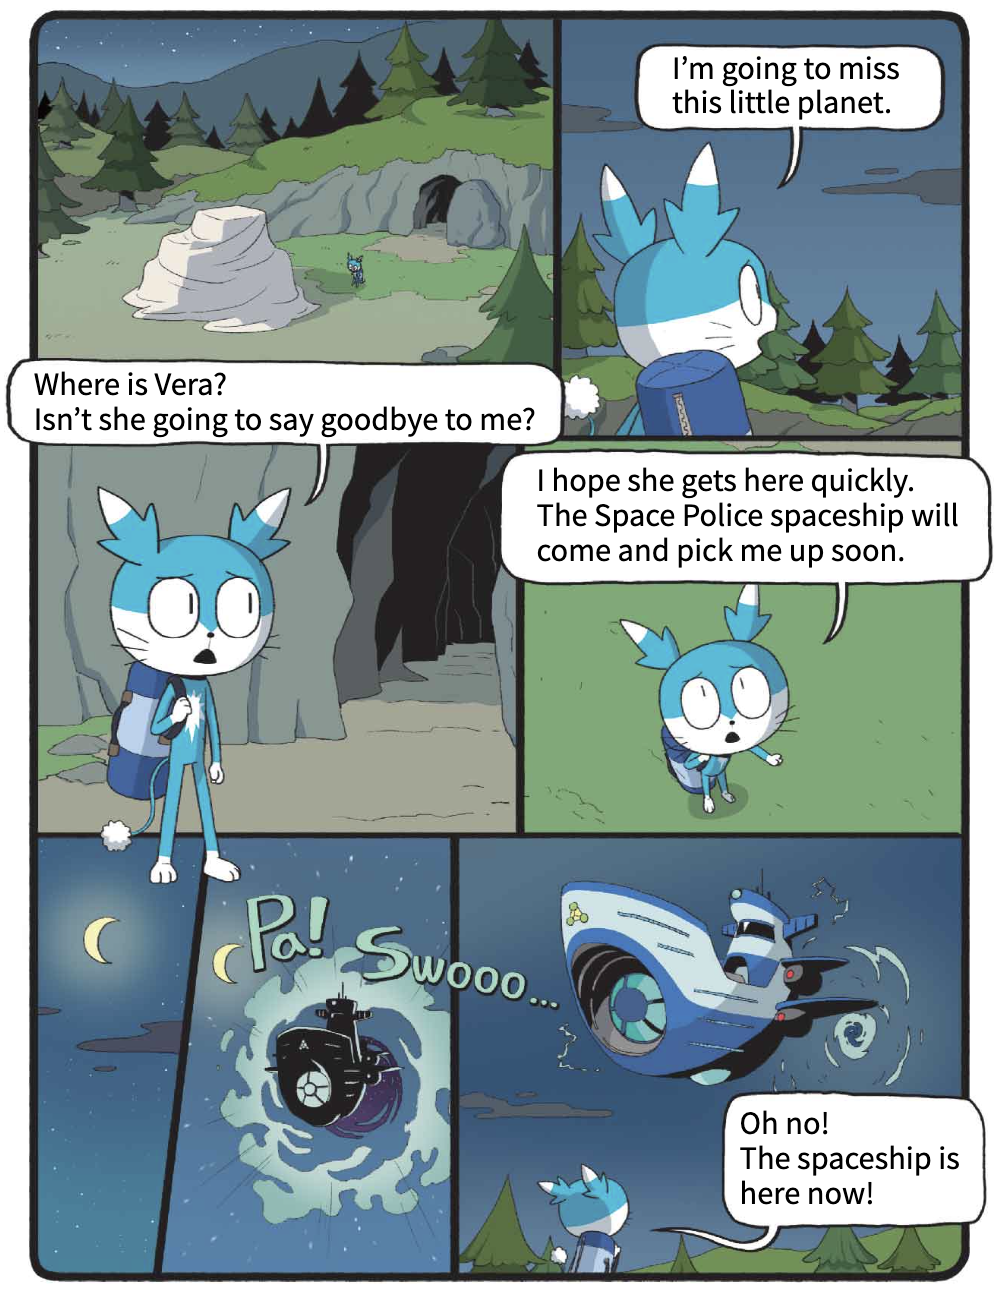 I’m going to miss
this little planet.
Where is Vera?
Isn’t she going to say goodbye to me?
I hope she gets here quickly.
The Space Police spaceship will
come and pick me up soon.
Pa!
Swooo...
Oh no!
The spaceship is
here now!